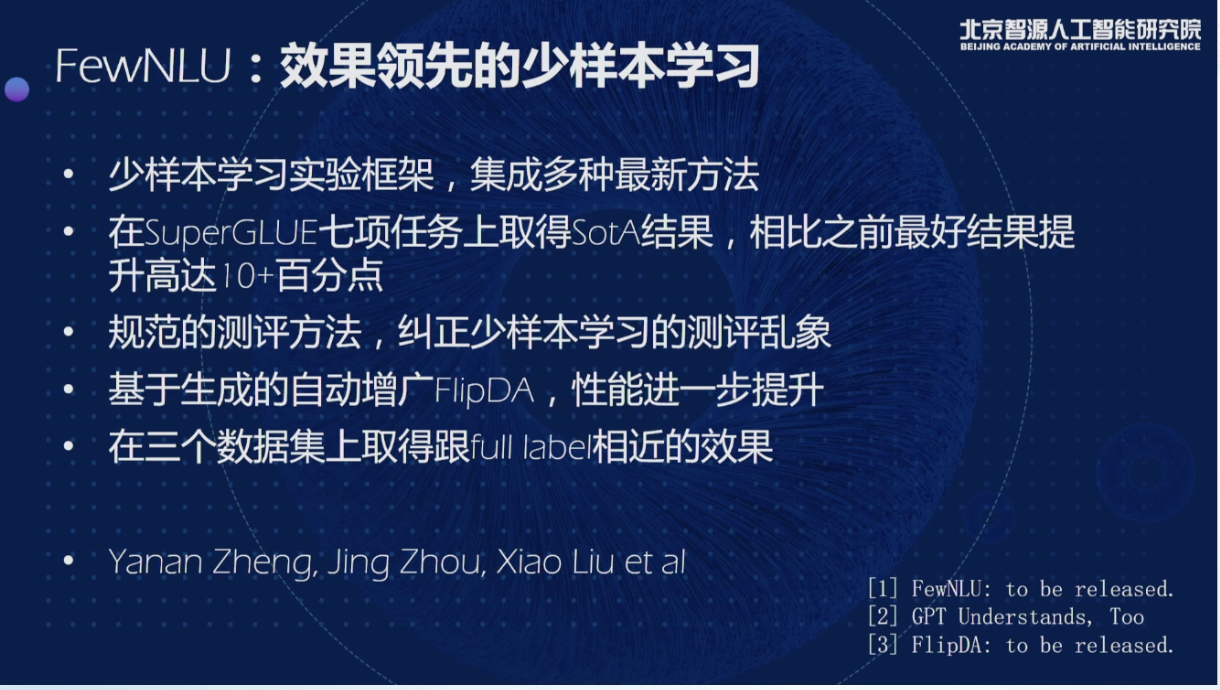 北京智源人工智能研究院
BEIJING ACADEMY OF ARTIFICIAL INTELLIGENCE
FewNLU：效果领先的少样本学习
• 少样本学习实验框架，集成多种最新方法
• 在SuperGLUE七项任务上取得SotA结果，相比之前最好结果提
升高达10+百分点
• 规范的测评方法，纠正少样本学习的测评乱象
• 基于生成的自动增广FlipDA，性能进一步提升
• 在三个数据集上取得跟full label相近的效果
• Yanan Zheng, Jing Zhou, Xiao Liu et al
[1] FewNLU: to be released.
[2] GPT Understands, Too
[3] FlipDA: to be released.